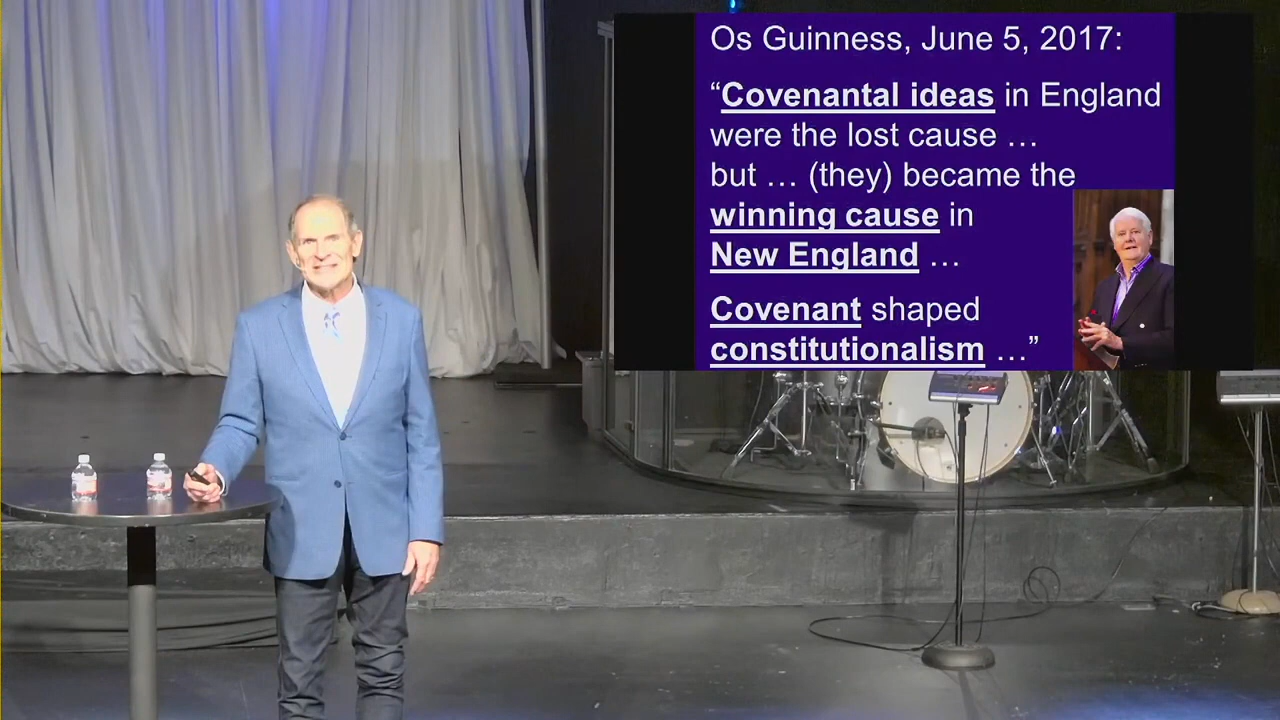 Os Guinness, June 5, 2017:
“Covenantal ideas in England
were the lost cause …
but … (they) became the
winning cause in
New England …
Covenant shaped
constitutionalism …”